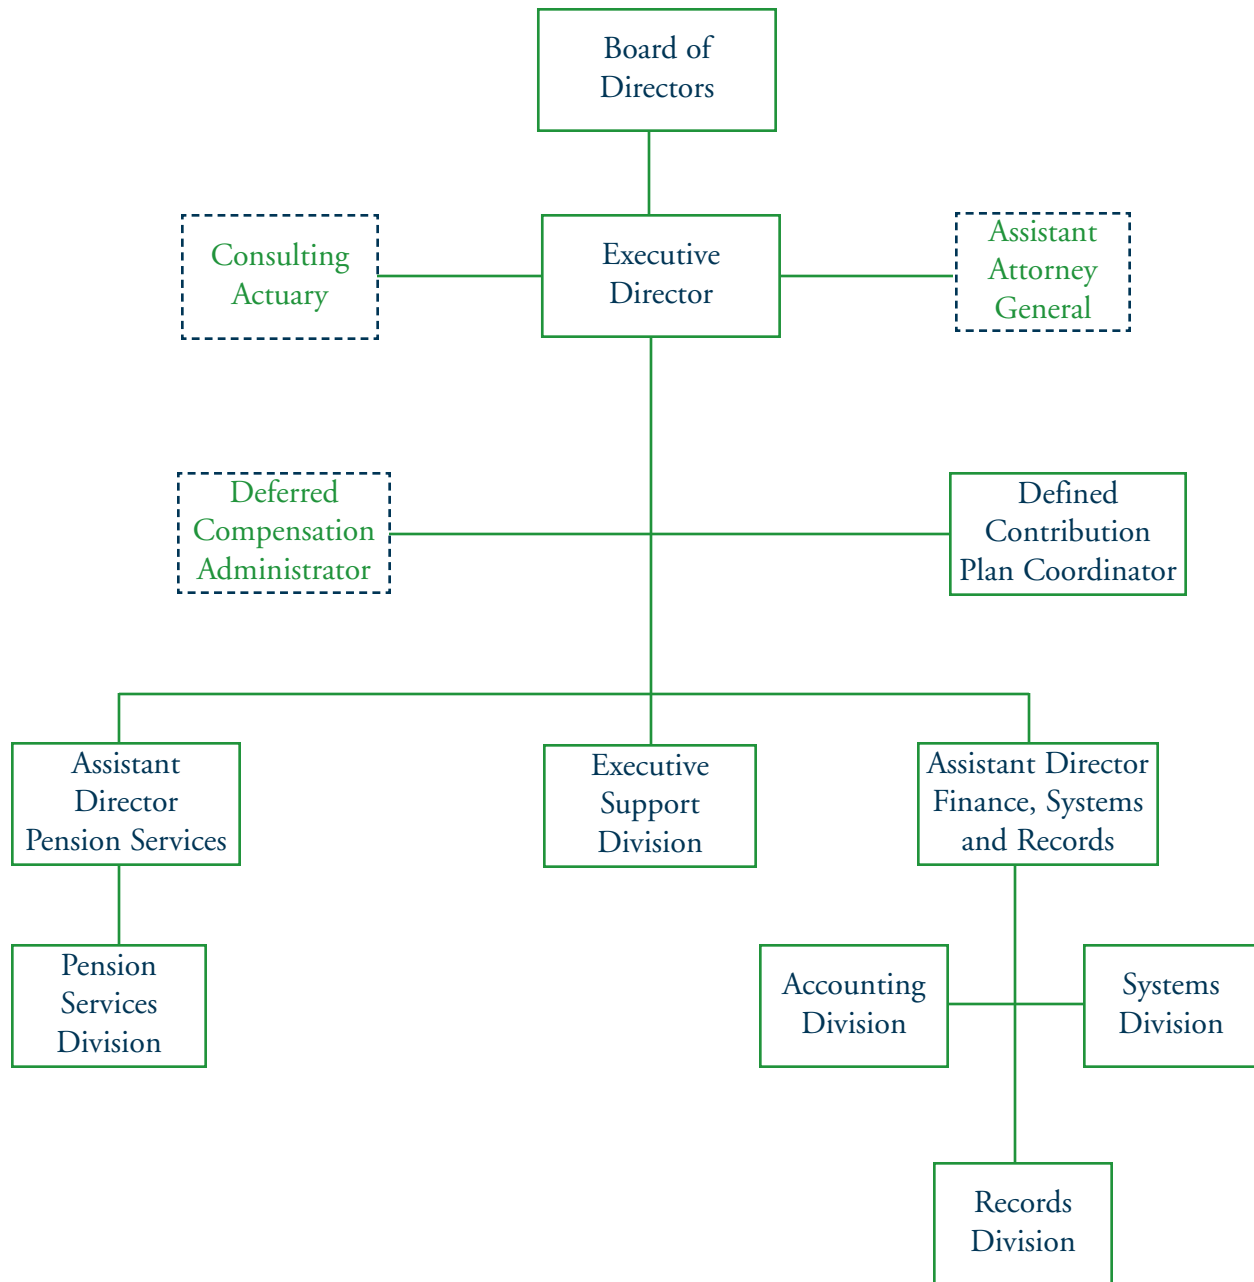 Board of
Directors
Consulting
Actuary
Executive
Director
Assistant
Attorney
General
Deferred
Compensation
Administrator
Defined
Contribution
Plan Coordinator
Assistant
Director
Pension Services
Executive
Support
Division
Assistant Director
Finance, Systems
and Records
Pension
Services
Division
Accounting
Division
Systems
Division
Records
Division